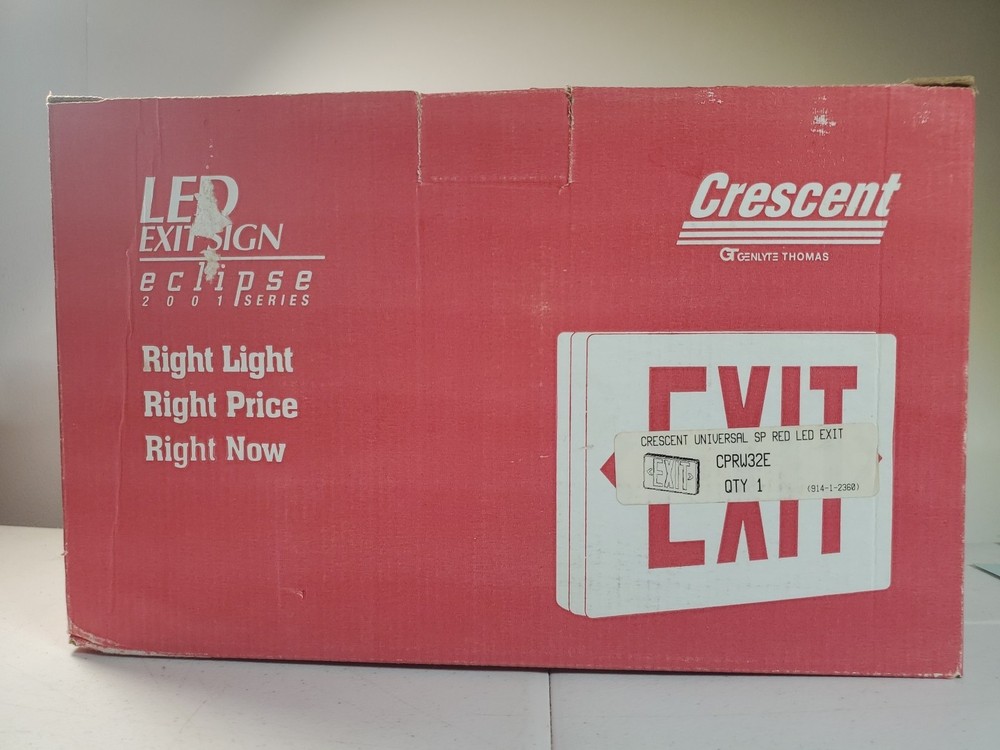 LED
EXIT SIGN
eclipse
2001 SERIES
Right Light
Right Price
Right Now
Crescent
GT GENLYTE THOMAS
EXIT
CRESCENT UNIVERSAL SP RED LED EXIT
EXIT
CPRW32E
QTY 1
(914-1-2360)
EXIT